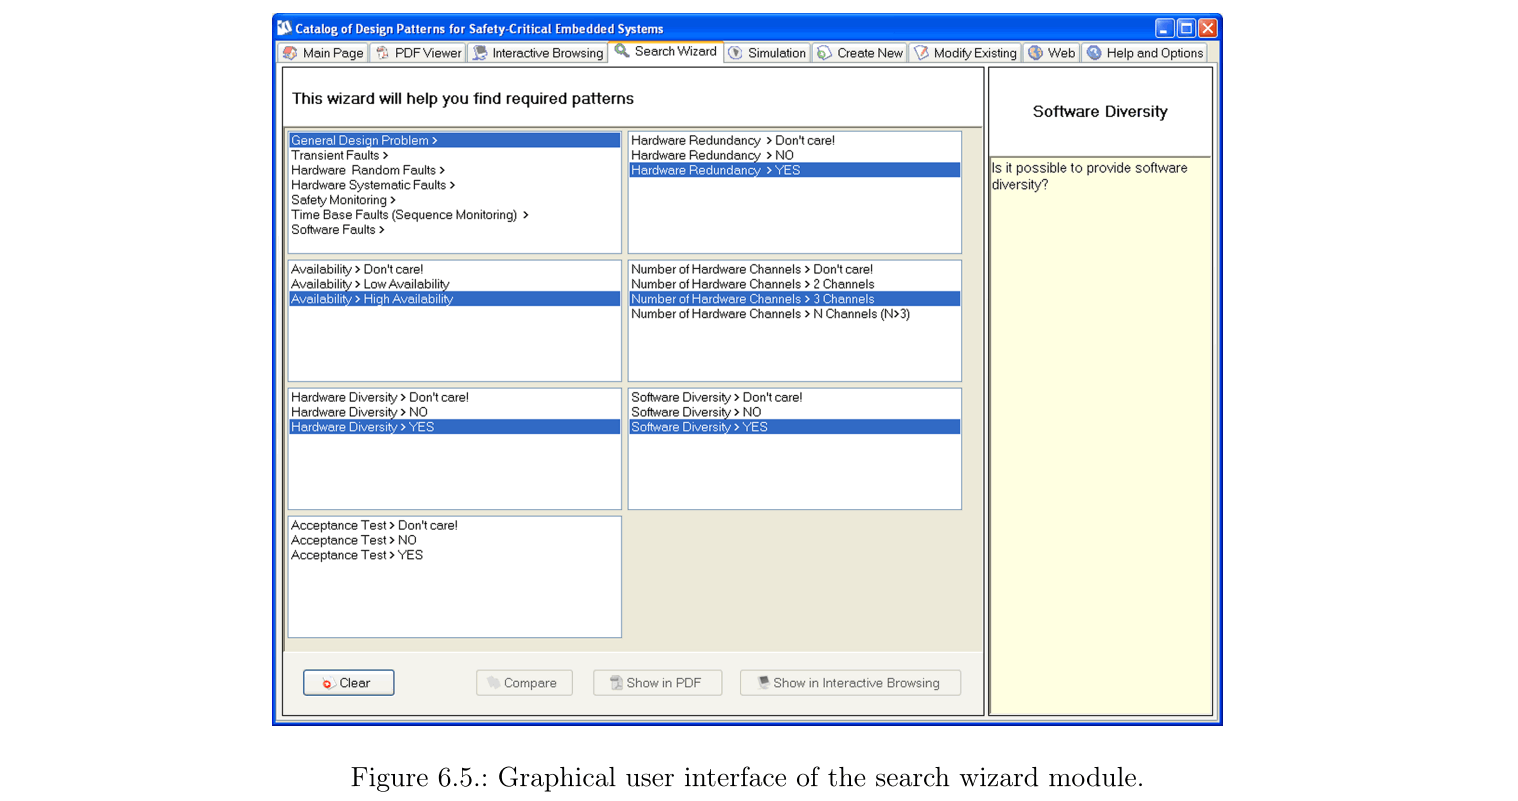 Catalog of Design Patterns for Safety-Critical Embedded Systems
Main Page PDF Viewer Interactive Browsing Search Wizard Simulation Create New Modify Existing Web Help and Options
This wizard will help you find required patterns
General Design Problem >
Transient Faults >
Hardware Random Faults >
Hardware Systematic Faults >
Safety Monitoring >
Time Base Faults (Sequence Monitoring) >
Software Faults >
Hardware Redundancy > Don't care!
Hardware Redundancy > NO
Hardware Redundancy > YES
Availability > Don't care!
Availability > Low Availability
Availability > High Availability
Number of Hardware Channels > Don't care!
Number of Hardware Channels > 2 Channels
Number of Hardware Channels > 3 Channels
Number of Hardware Channels > N Channels (N>3)
Hardware Diversity > Don't care!
Hardware Diversity > NO
Hardware Diversity > YES
Software Diversity > Don't care!
Software Diversity > NO
Software Diversity > YES
Acceptance Test > Don't care!
Acceptance Test > NO
Acceptance Test > YES
Clear Compare Show in PDF Show in Interactive Browsing
Software Diversity
Is it possible to provide software
diversity?
Figure 6.5.: Graphical user interface of the search wizard module.